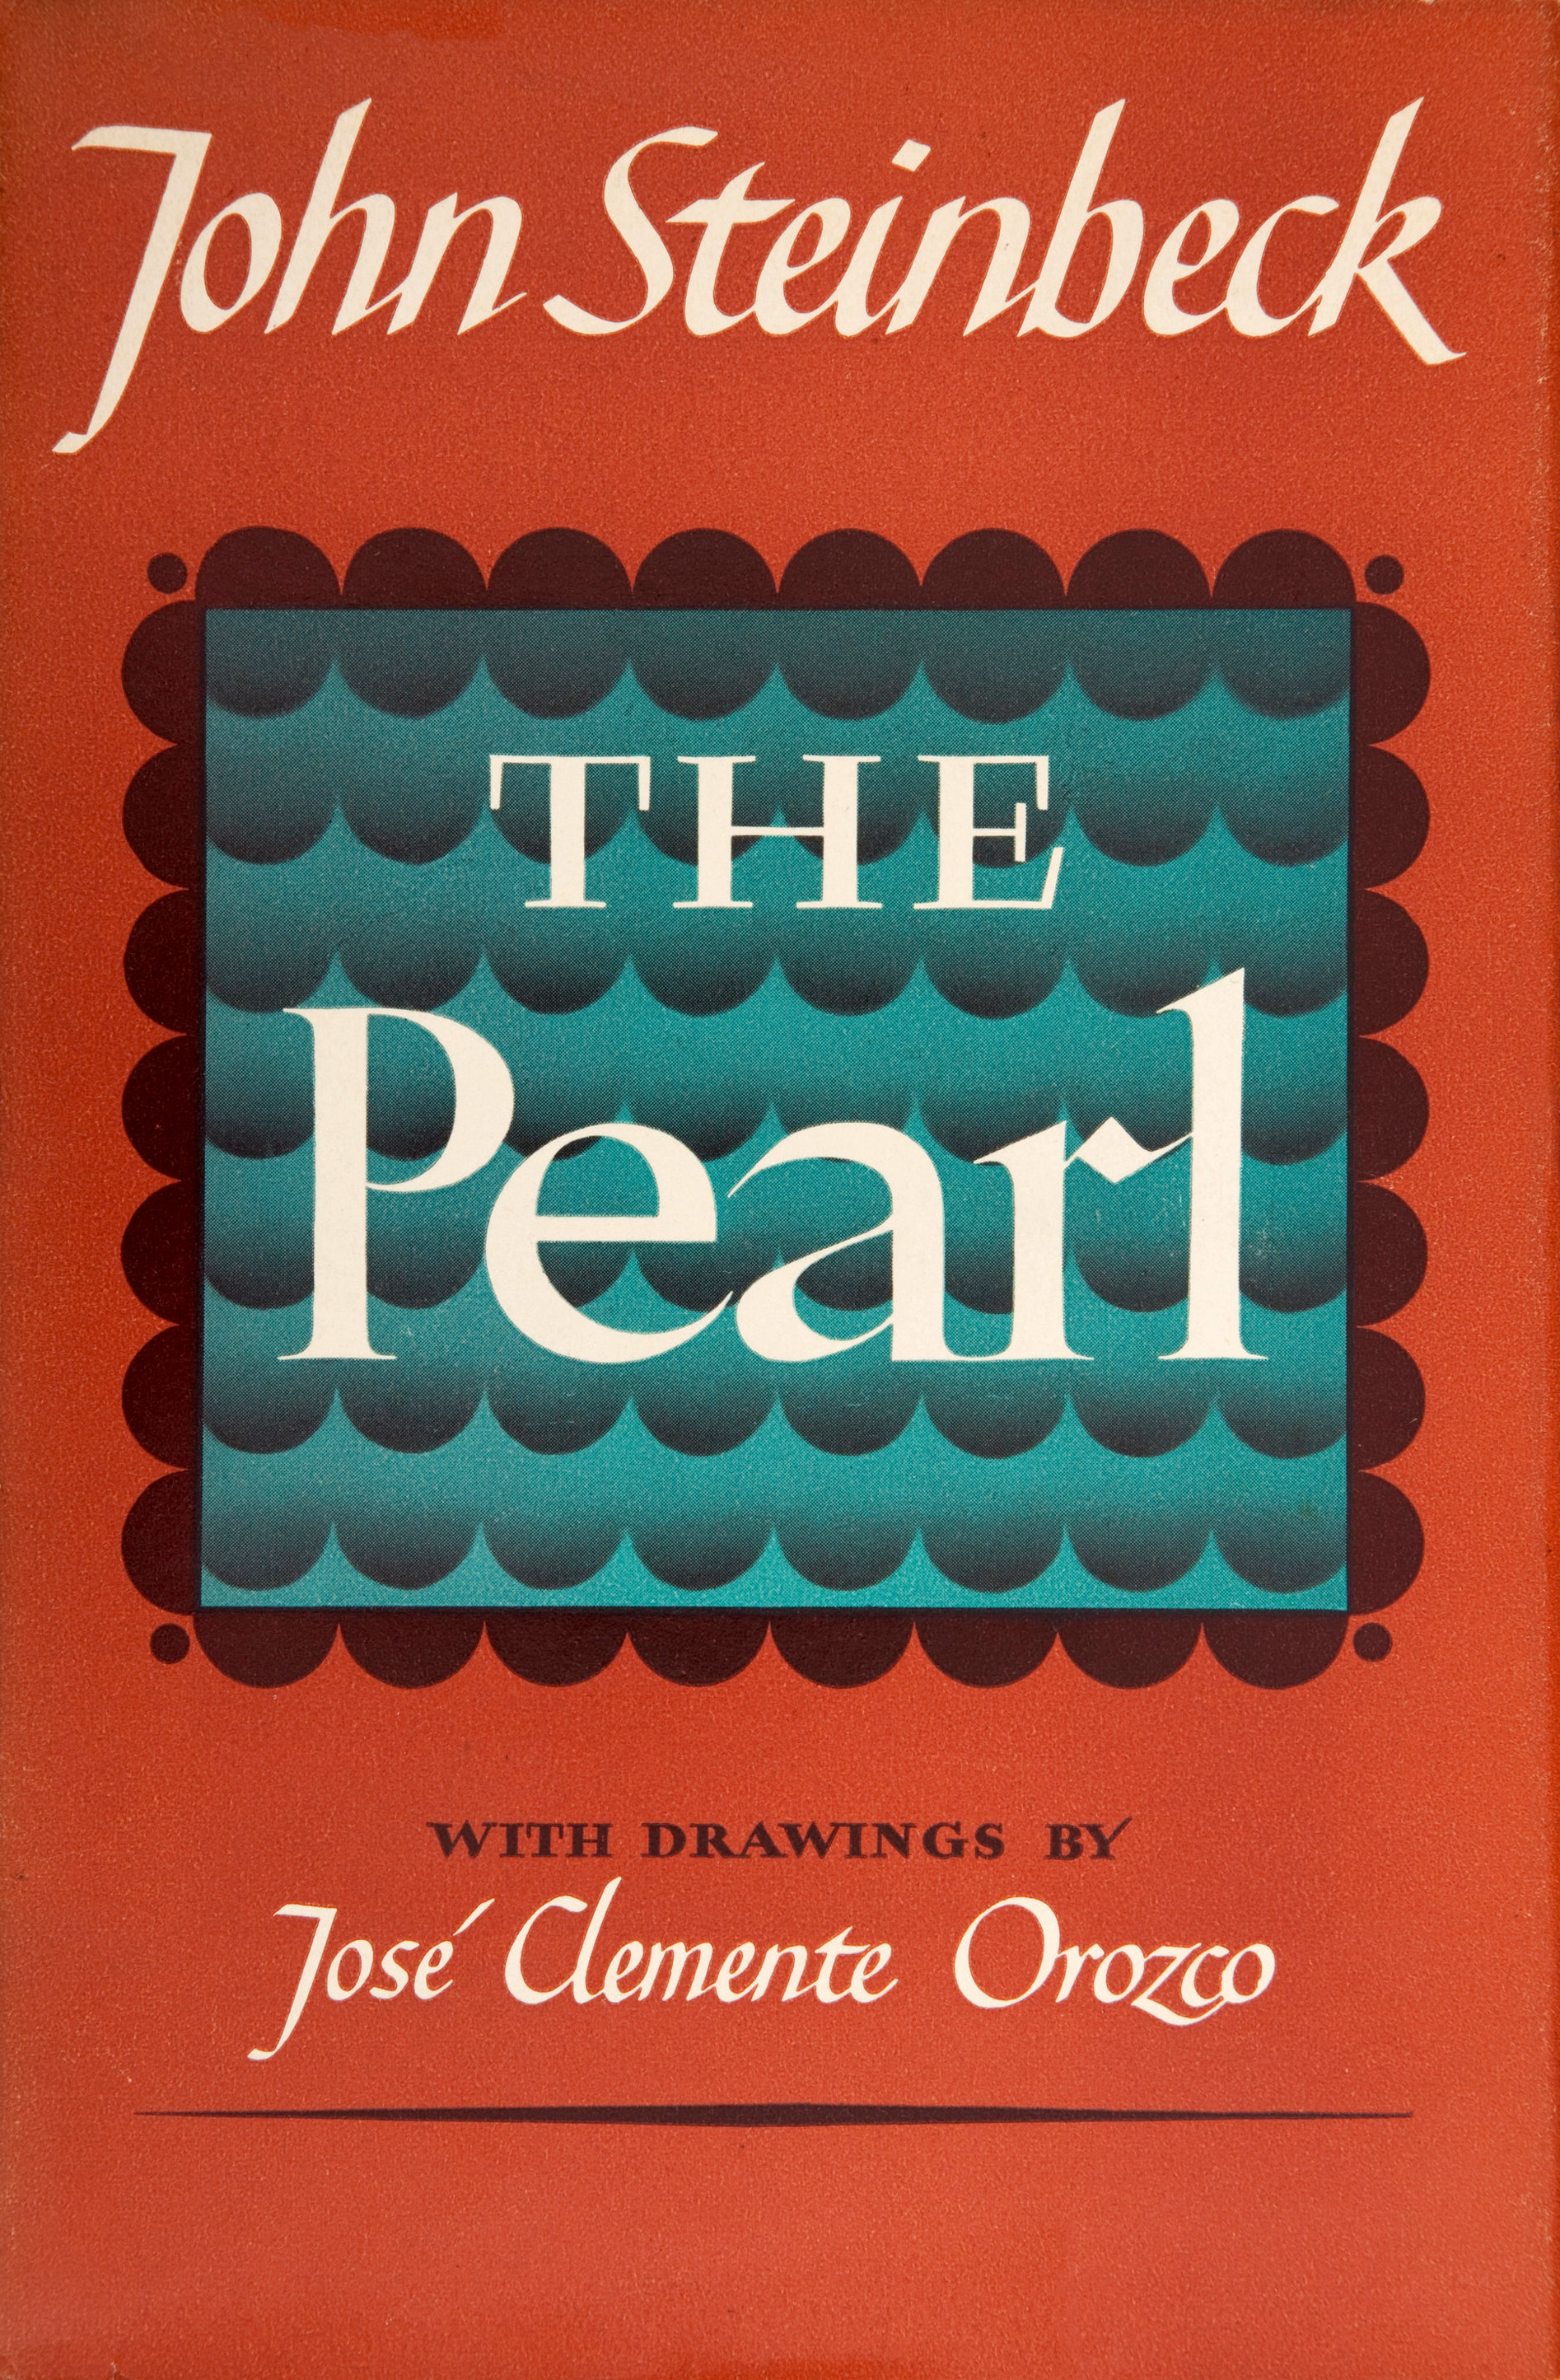 John Steinbeck
THE
Pearl
WITH DRAWINGS BY
José Clemente Orozco